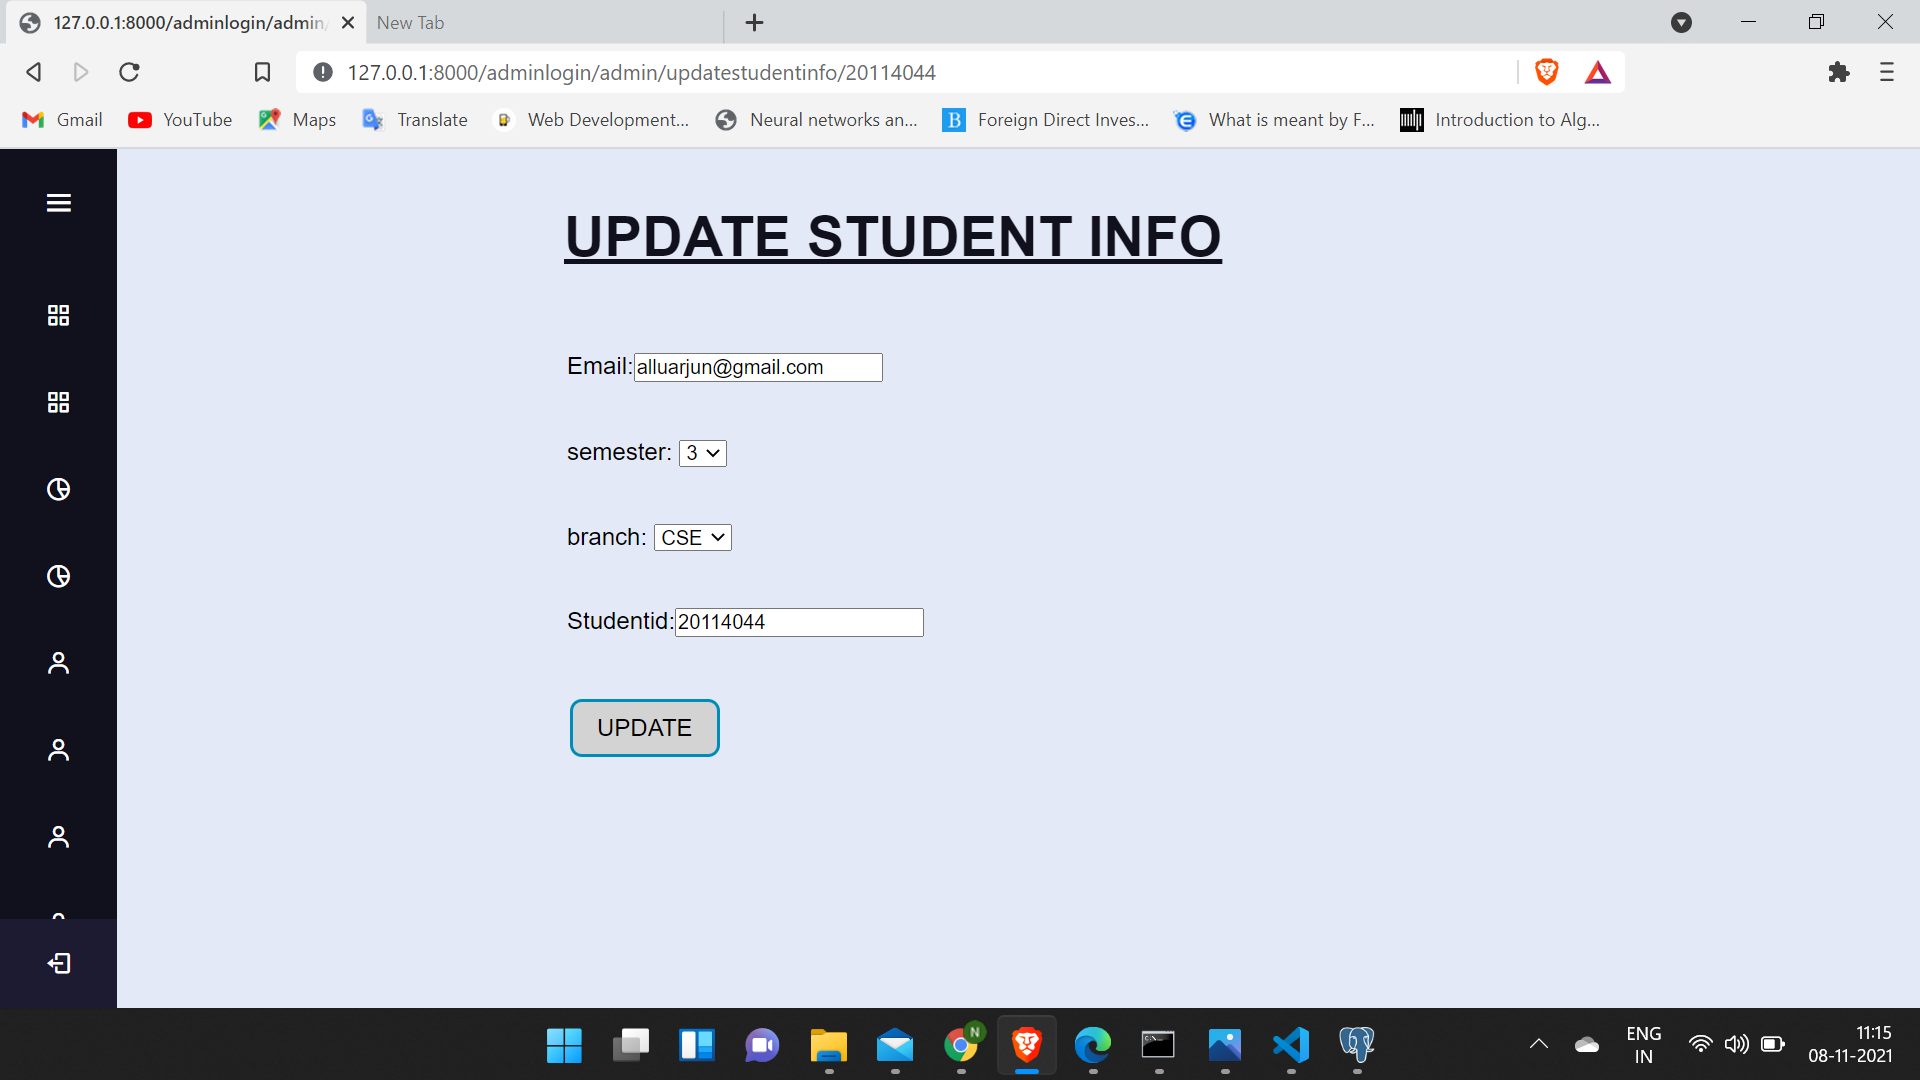 127.0.0.1:8000/adminlogin/admin/
New Tab
127.0.0.1:8000/adminlogin/admin/updatestudentinfo/20114044
Gmail
YouTube
Maps
Translate
Web Development...
Neural networks an...
Foreign Direct Inves...
What is meant by F...
Introduction to Alg...
UPDATE STUDENT INFO
Email: alluarjun@gmail.com
semester: 3
branch: CSE
Studentid: 20114044
UPDATE
N
ENG
IN
11:15
08-11-2021